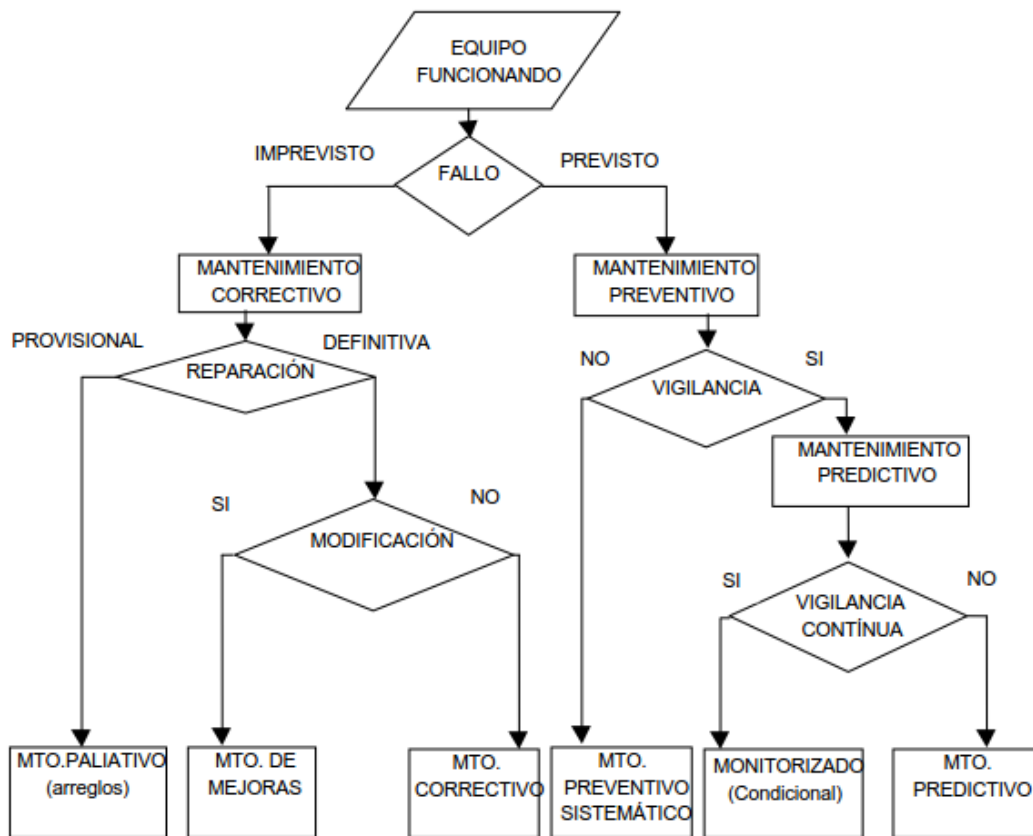 EQUIPO
FUNCIONANDO
IMPREVISTO
FALLO
PREVISTO
MANTENIMIENTO
CORRECTIVO
MANTENIMIENTO
PREVENTIVO
PROVISIONAL
DEFINITIVA
REPARACIÓN
NO
SI
VIGILANCIA
MANTENIMIENTO
PREDICTIVO
SI
NO
MODIFICACIÓN
SI
NO
VIGILANCIA
CONTÍNUA
MTO.PALIATIVO
(arreglos)
MTO. DE
MEJORAS
MTO.
CORRECTIVO
MTO.
PREVENTIVO
SISTEMÁTICO
MONITORIZADO
(Condicional)
MTO.
PREDICTIVO